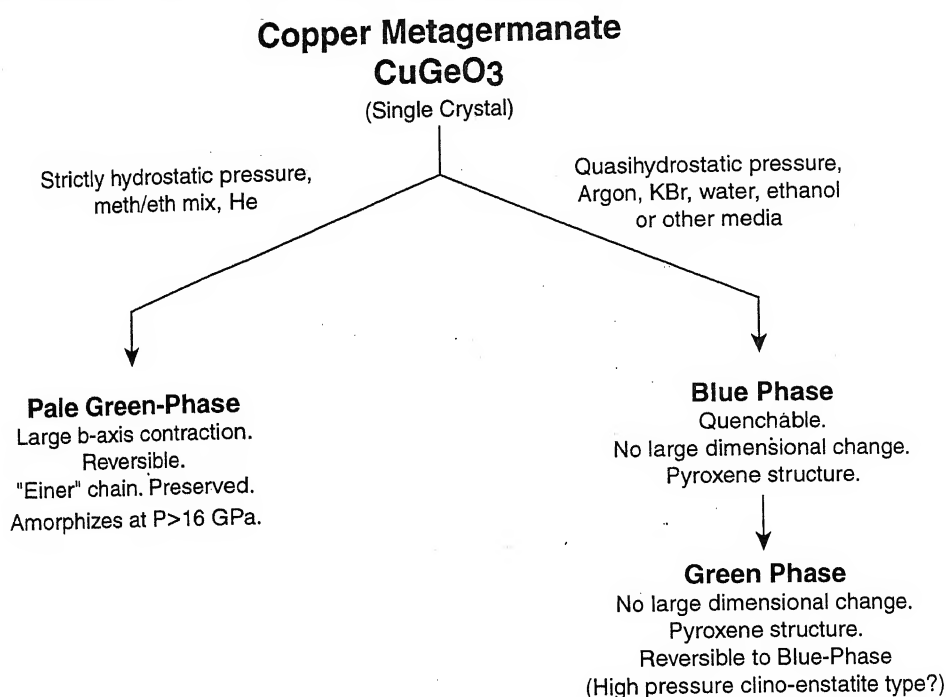 Copper Metagermanate
CuGeO3
(Single Crystal)
Strictly hydrostatic pressure,
meth/eth mix, He
Quasihydrostatic pressure,
Argon, KBr, water, ethanol
or other media
Pale Green-Phase
Large b-axis contraction.
Reversible.
"Einer" chain. Preserved.
Amorphizes at P>16 GPa.
Blue Phase
Quenchable.
No large dimensional change.
Pyroxene structure.
Green Phase
No large dimensional change.
Pyroxene structure.
Reversible to Blue-Phase
(High pressure clino-enstatite type?)